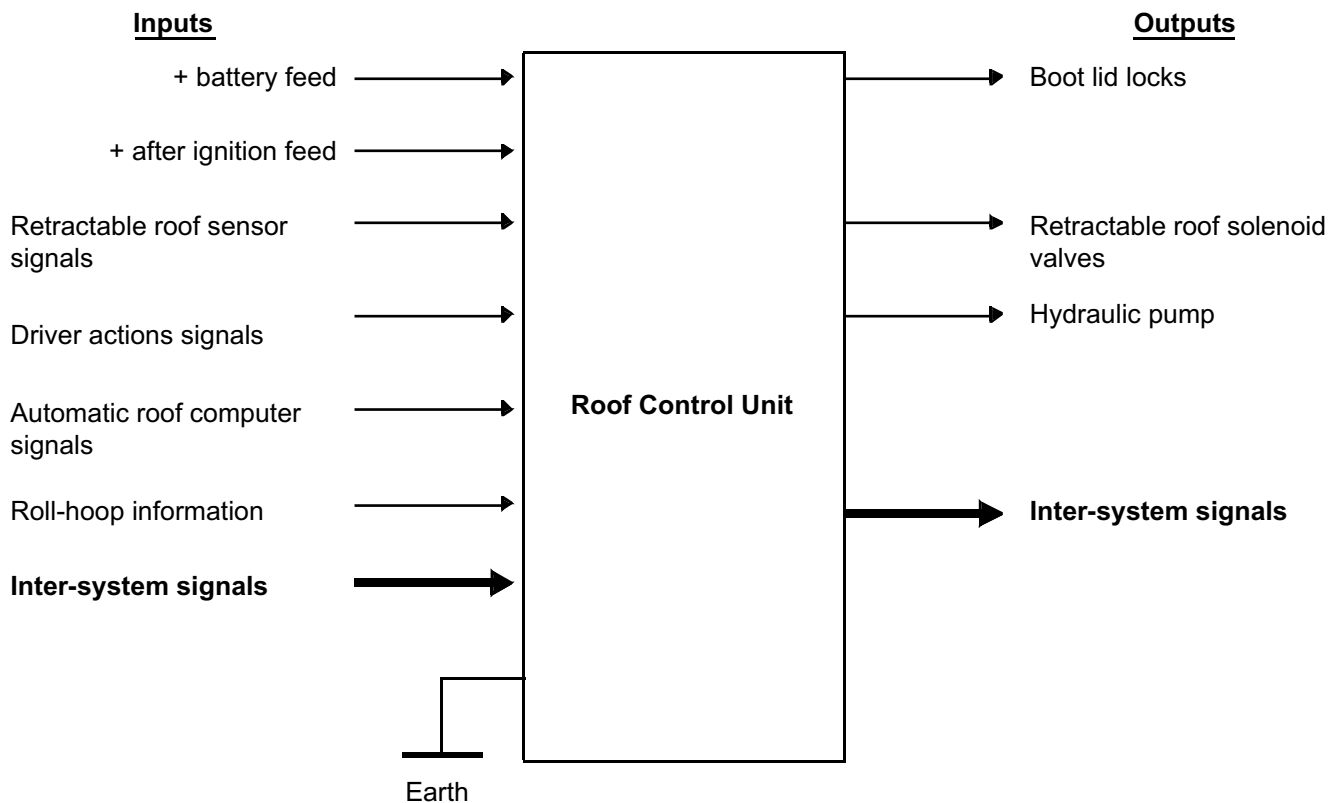 Inputs
+ battery feed
+ after ignition feed
Retractable roof sensor
signals
Driver actions signals
Automatic roof computer
signals
Roll-hoop information
Inter-system signals
Earth
Roof Control Unit
Outputs
Boot lid locks
Retractable roof solenoid
valves
Hydraulic pump
Inter-system signals